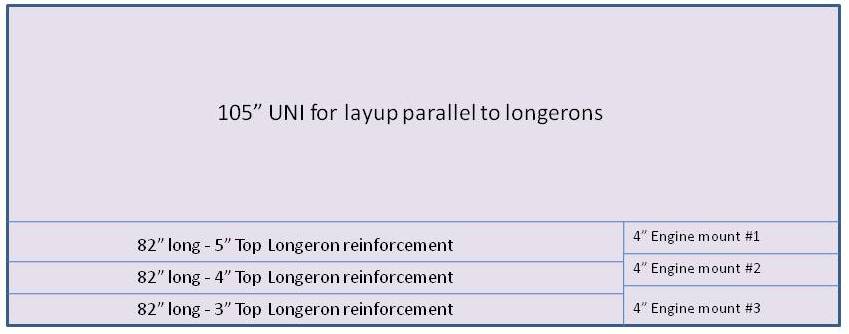 105” UNI for layup parallel to longerons
82” long - 5” Top Longeron reinforcement
4” Engine mount #1
82” long - 4” Top Longeron reinforcement
4” Engine mount #2
82” long - 3” Top Longeron reinforcement
4” Engine mount #3